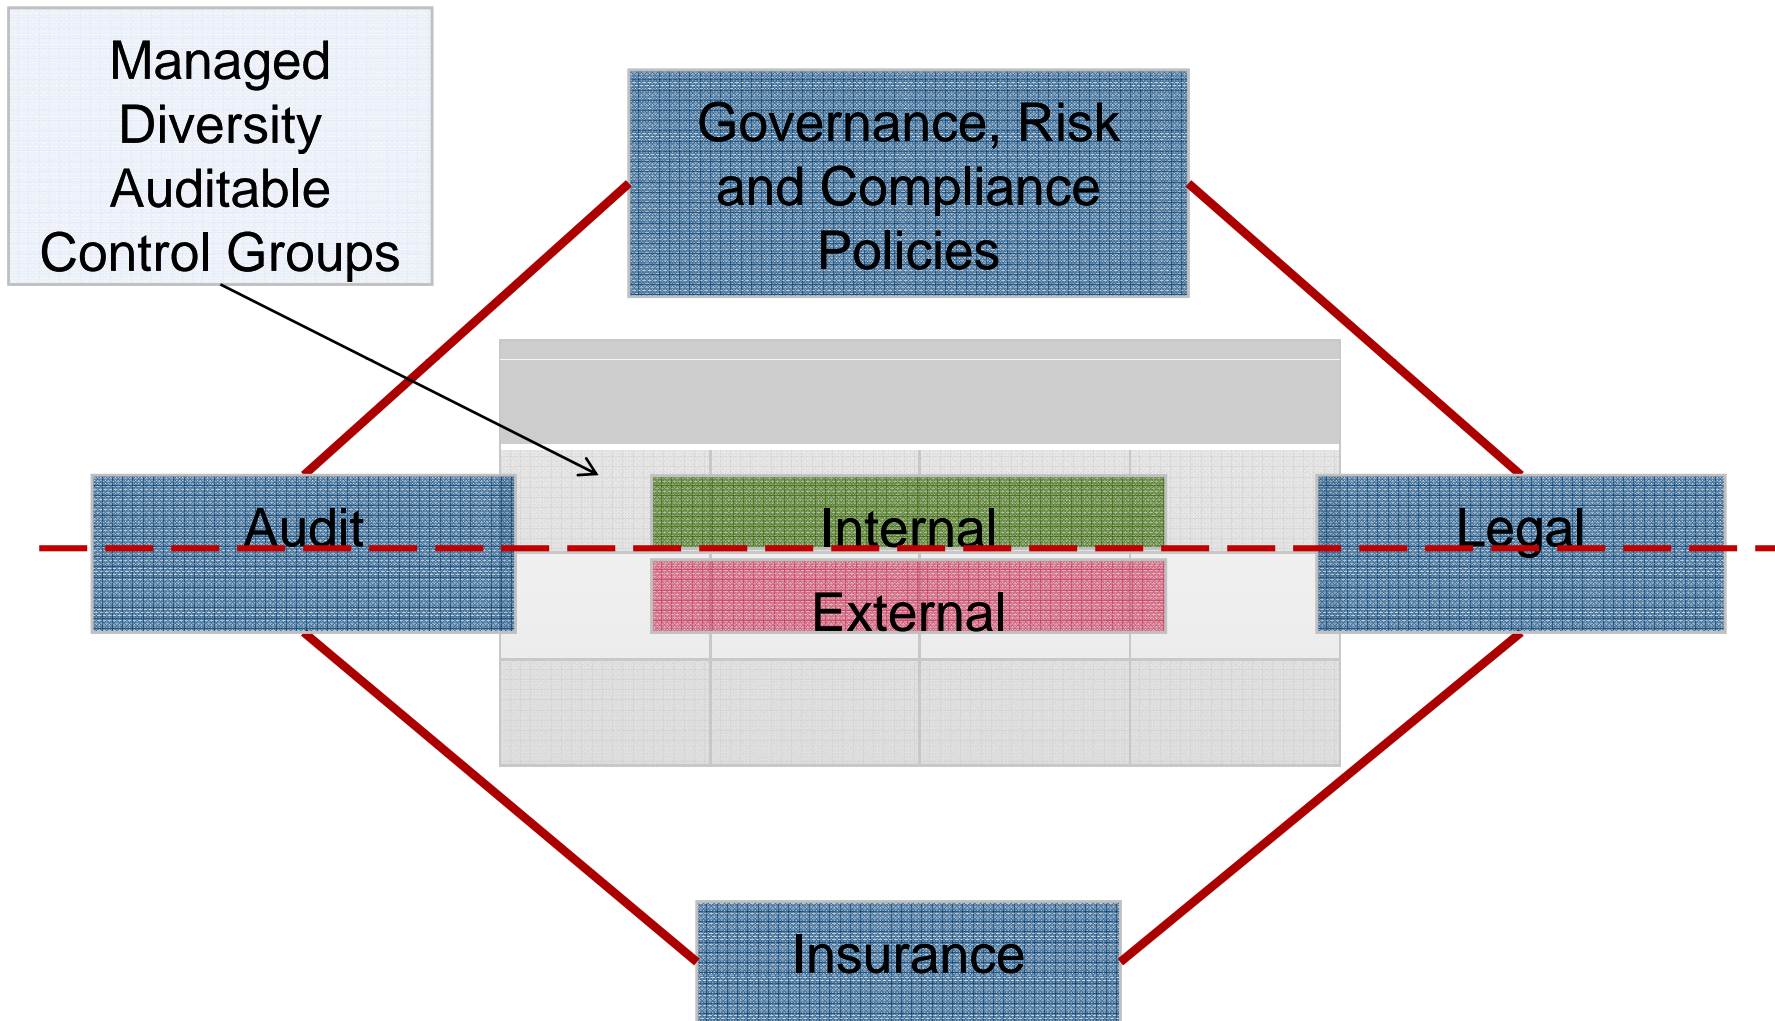 Managed
Diversity
Auditable
Control Groups
Governance, Risk
and Compliance
Policies
Audit
Internal
Legal
External
Insurance